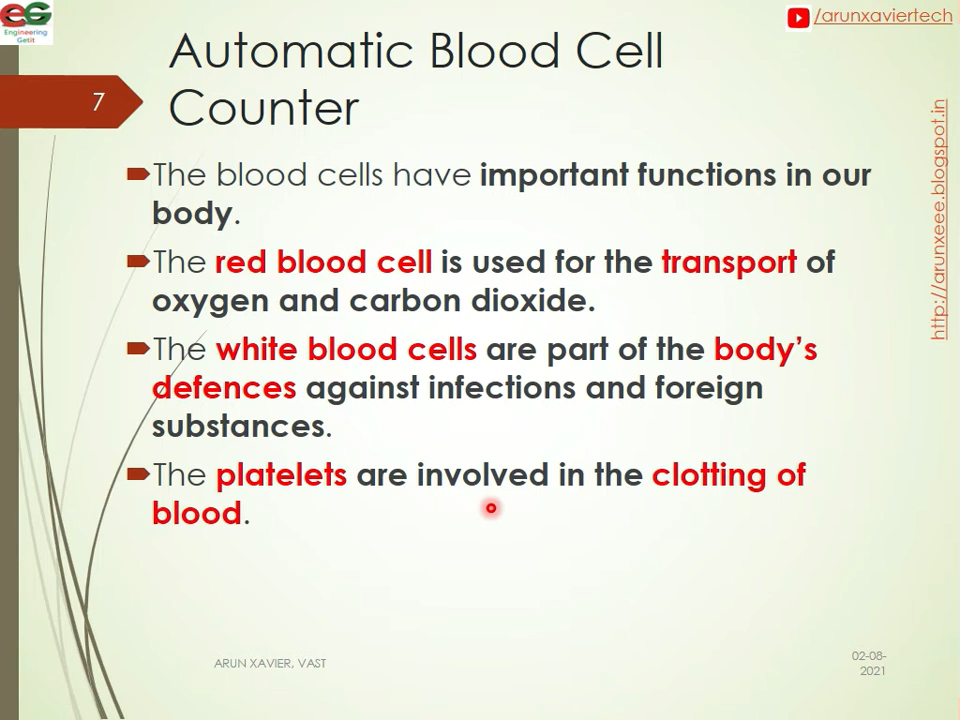 EG
Engineering
Getit
/arunxaviertech
Automatic Blood Cell
Counter
7
http://arunxeee.blogspot.in
The blood cells have important functions in our
body.
The red blood cell is used for the transport of
oxygen and carbon dioxide.
The white blood cells are part of the body’s
defences against infections and foreign
substances.
The platelets are involved in the clotting of
blood.
ARUN XAVIER, VAST
02-08-
2021